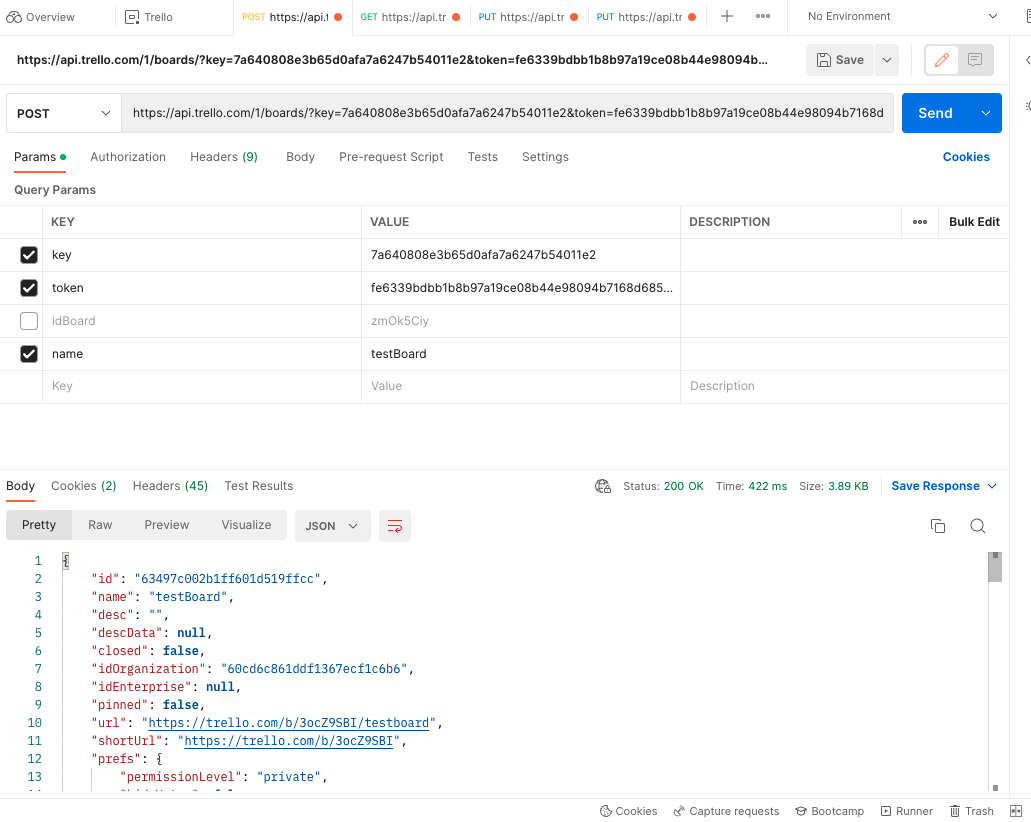 Overview
Trello
POST https://api.t
GET https://api.tr
PUT https://api.tr
PUT https://api.tr
No Environment
https://api.trello.com/1/boards/?key=7a640808e3b65d0afa7a6247b54011e2&token=fe6339bdbb1b8b97a19ce08b44e98094b...
Save
POST
https://api.trello.com/1/boards/?key=7a640808e3b65d0afa7a6247b54011e2&token=fe6339bdbb1b8b97a19ce08b44e98094b7168d
Send
Params
Authorization
Headers (9)
Body
Pre-request Script
Tests
Settings
Cookies
Query Params
KEY VALUE DESCRIPTION Bulk Edit
key 7a640808e3b65d0afa7a6247b54011e2
token fe6339bdbb1b8b97a19ce08b44e98094b7168d685...
idBoard zmOk5Ciy
name testBoard
Key Value Description
Body Cookies (2) Headers (45) Test Results
Status: 200 OK Time: 422 ms Size: 3.89 KB
Save Response
Pretty Raw Preview Visualize JSON
1 {
2 "id": "63497c002b1ff601d519ffcc",
3 "name": "testBoard",
4 "desc": "",
5 "descData": null,
6 "closed": false,
7 "idOrganization": "60cd6c861ddf1367ecf1c6b6",
8 "idEnterprise": null,
9 "pinned": false,
10 "url": "https://trello.com/b/3ocZ9SBI/testboard",
11 "shortUrl": "https://trello.com/b/3ocZ9SBI",
12 "prefs": {
13 "permissionLevel": "private",
Cookies Capture requests Bootcamp Runner Trash